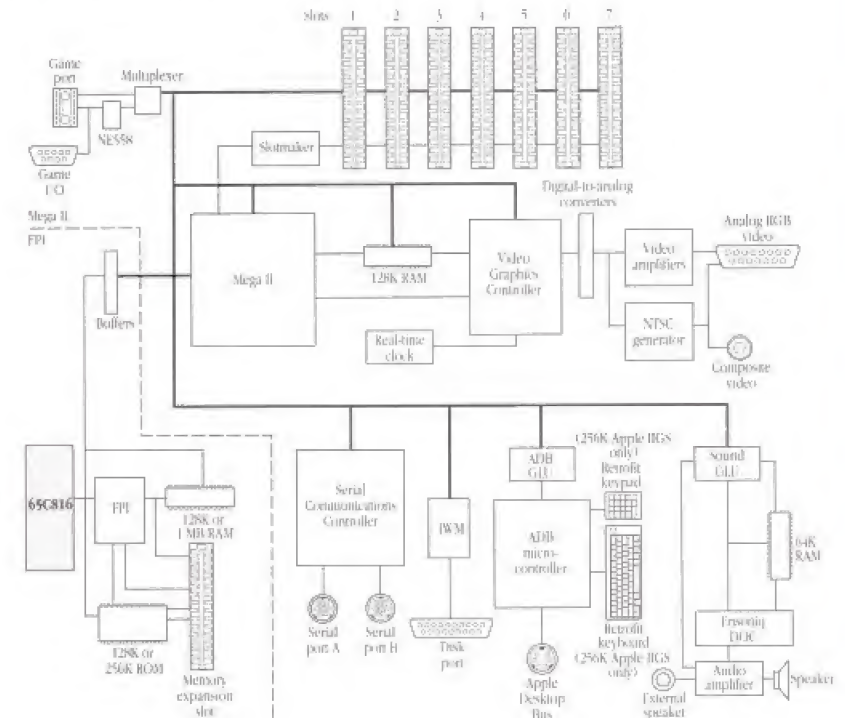 Slots 1 2 3 4 5 6 7
Game
port
Multiplexer
NE558
Game
I/O
Slotmaker
Mega II
FPI
Buffers
Mega II
128K RAM
Video
Graphics
Controller
Real-time
clock
Digital-to-analog
converters
Video
amplifiers
Analog RGB
video
NTSC
generator
Composite
video
65C816
FPI
128K or
1 MB RAM
128K or
256K ROM
Memory
expansion
slot
Serial
Communications
Controller
Serial
port A
Serial
port B
IWM
Disk
port
ADB
GLU
ADB
micro-
controller
(256K Apple IIGS
only)
Retrofit
keypad
Retrofit
keyboard
(256K Apple IIGS
only)
Apple
Desktop
Bus
Sound
GLU
64K
RAM
Ensoniq
DOC
Audio
amplifier
Speaker
External
speaker